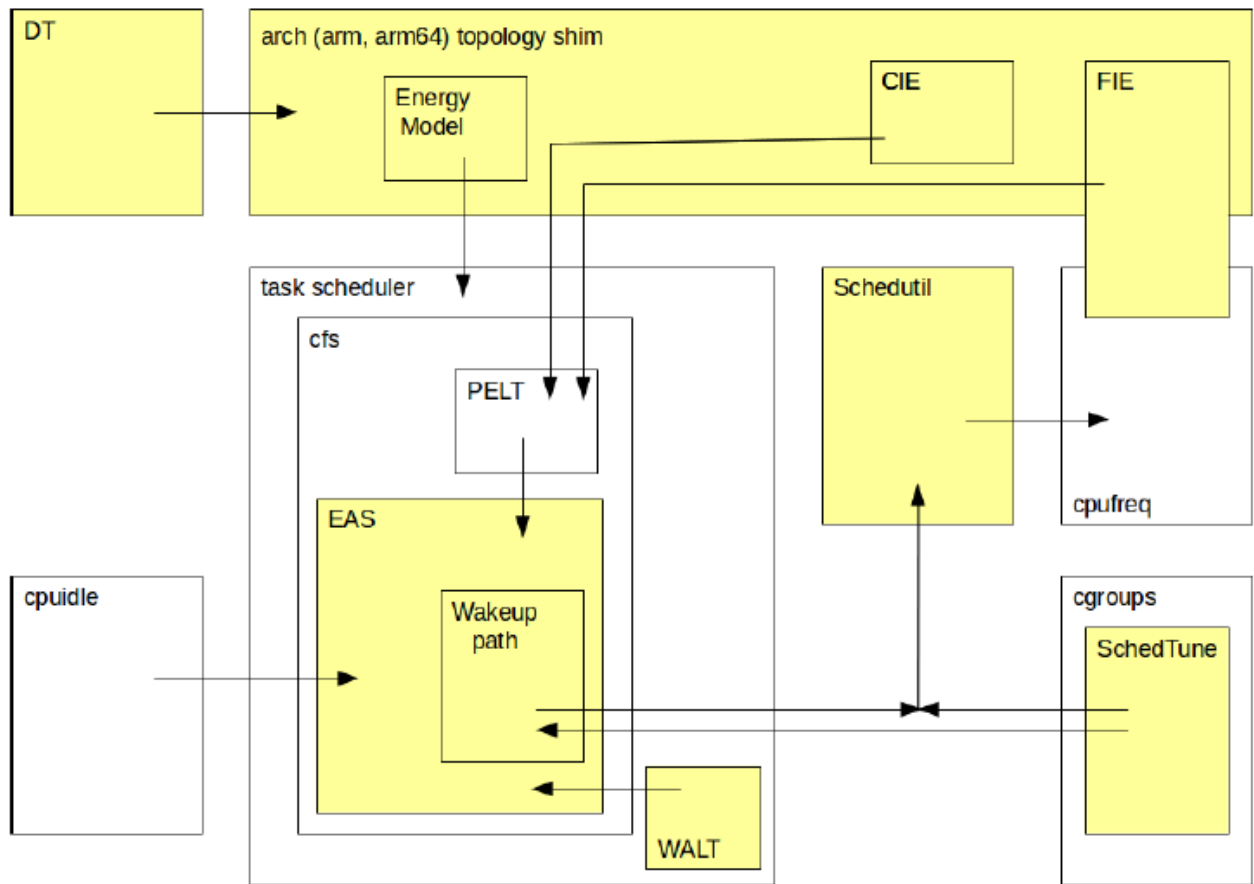 DT
arch (arm, arm64) topology shim
Energy
Model
CIE
FIE
task scheduler
Schedutil
cfs
PELT
EAS
cpufreq
cpuidle
cgroups
Wakeup
path
SchedTune
WALT